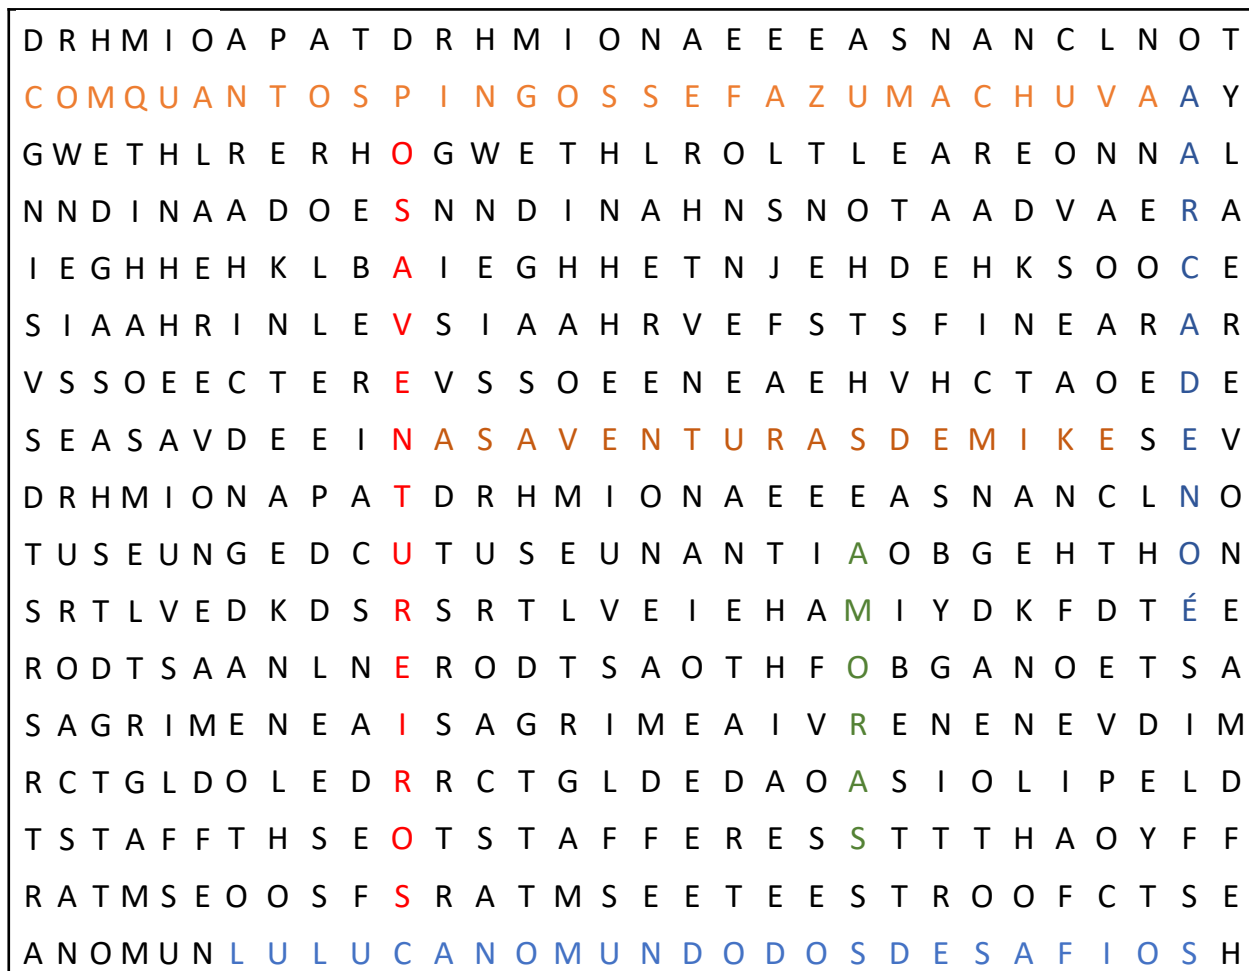 D R H M I O A P A T D R H M I O N A E E E A S N A N C L N O T
C O M Q U A N T O S P I N G O S S E F A Z U M A C H U V A A Y
G W E T H L R E R H O G W E T H L R O L T L E A R E O N N A L
N N D I N A A D O E S N N D I N A H N S N O T A A D V A E R A
I E G H H E H K L B A I E G H H E T N J E H D E H K S O O C E
S I A A H R I N L E V S I A A H R V E F S T S F I N E A R A R
V S S O E E C T E R E V S S O E E N E A E H V H C T A O E D E
S E A S A V D E E I N A S A V E N T U R A S D E M I K E S E V
D R H M I O N A P A T D R H M I O N A E E E A S N A N C L N O
T U S E U N G E D C U T U S E U N A N T I A O B G E H T H O N
S R T L V E D K D S R S R T L V E I E H A M I Y D K F D T É E
R O D T S A A N L N E R O D T S A O T H F O B G A N O E T S A
S A G R I M E N E A I S A G R I M E A I V R E N E N E V D I M
R C T G L D O L E D R R C T G L D E D A O A S I O L I P E L D
T S T A F F T H S E O T S T A F F E R E S S T T T H A O Y F F
R A T M S E O O S F S R A T M S E E T E E S T R O O F C T S E
A N O M U N L U L U C A N O M U N D O D O S D E S A F I O S H